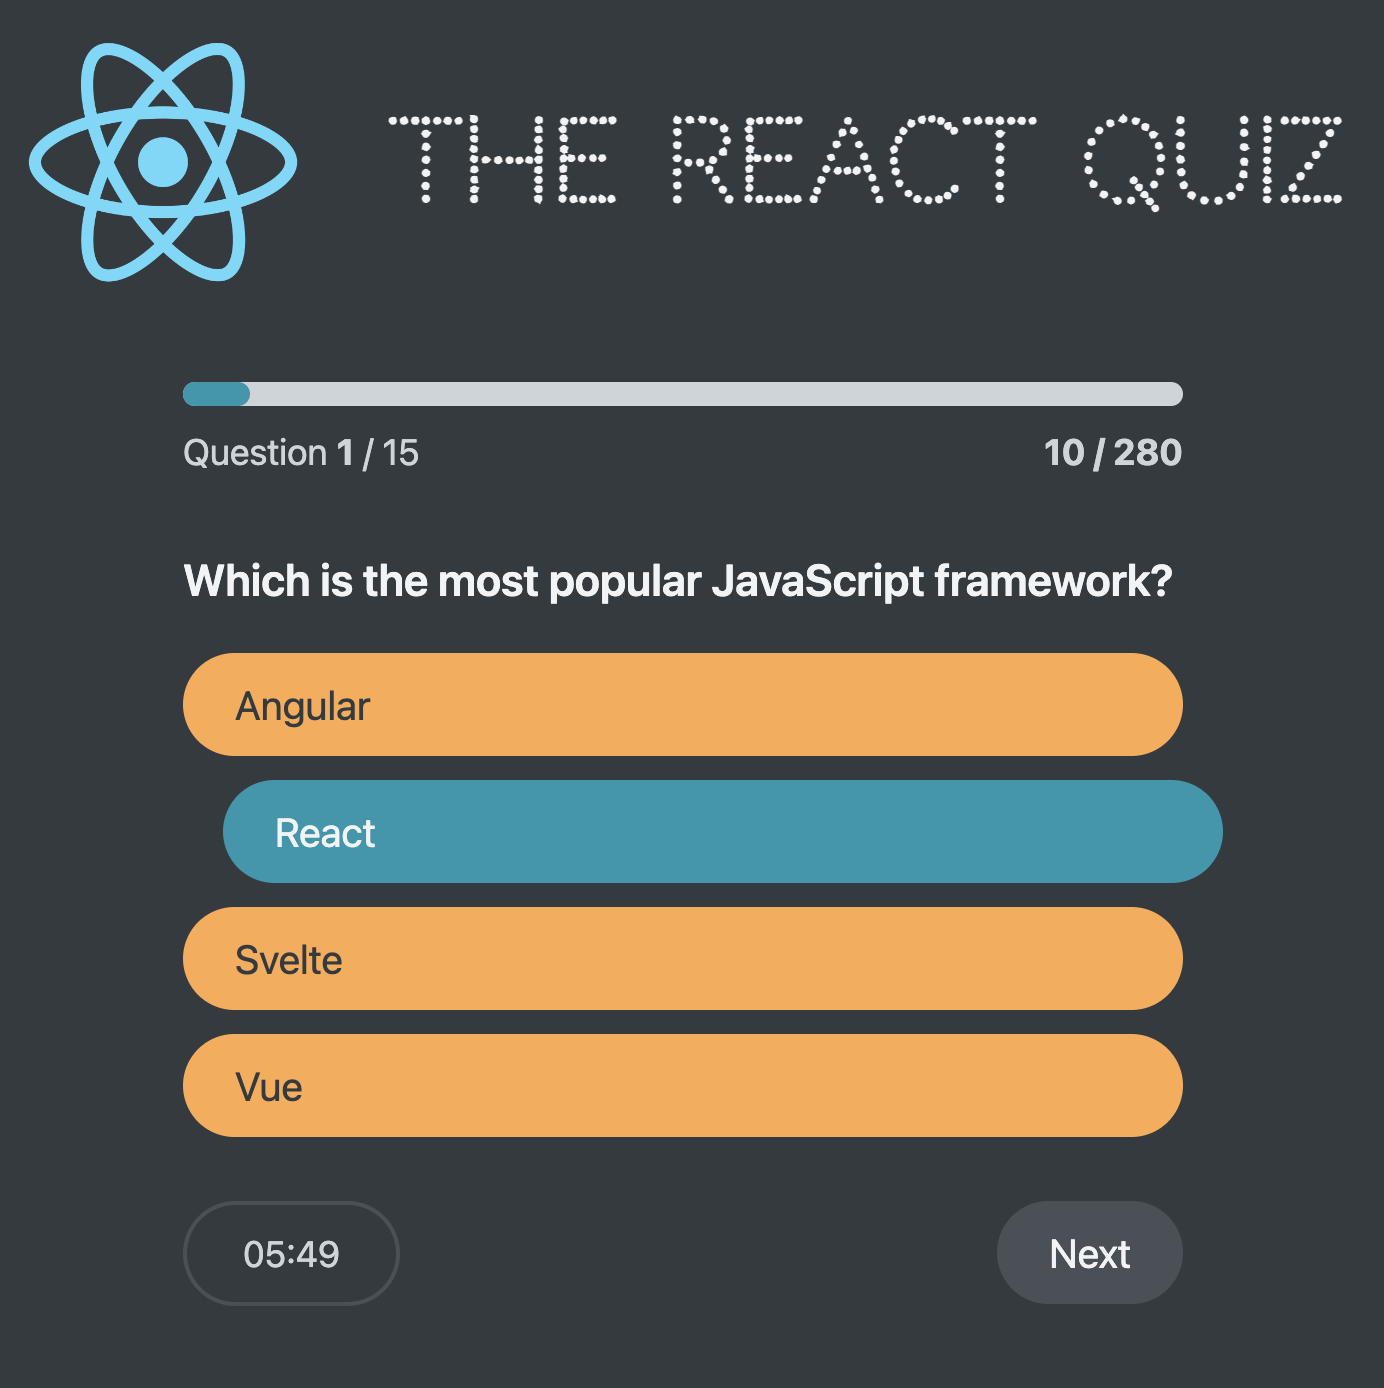 THE REACT QUIZ
Question 1 / 15
10 / 280
Which is the most popular JavaScript framework?
Angular
React
Svelte
Vue
05:49
Next